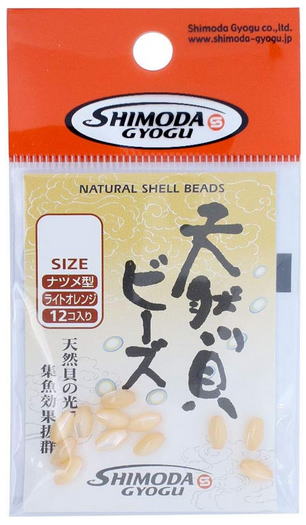 Shimoda Gyogu co.,ltd.
www.shimoda-gyogu.jp
SHIMODA S
GYOGU
NATURAL SHELL BEADS
天然貝
ビーズ
SIZE
ナツメ型
ライトオレンジ
12コ入り
天然貝の光
集魚効果抜群
SHIMODA S
GYOGU